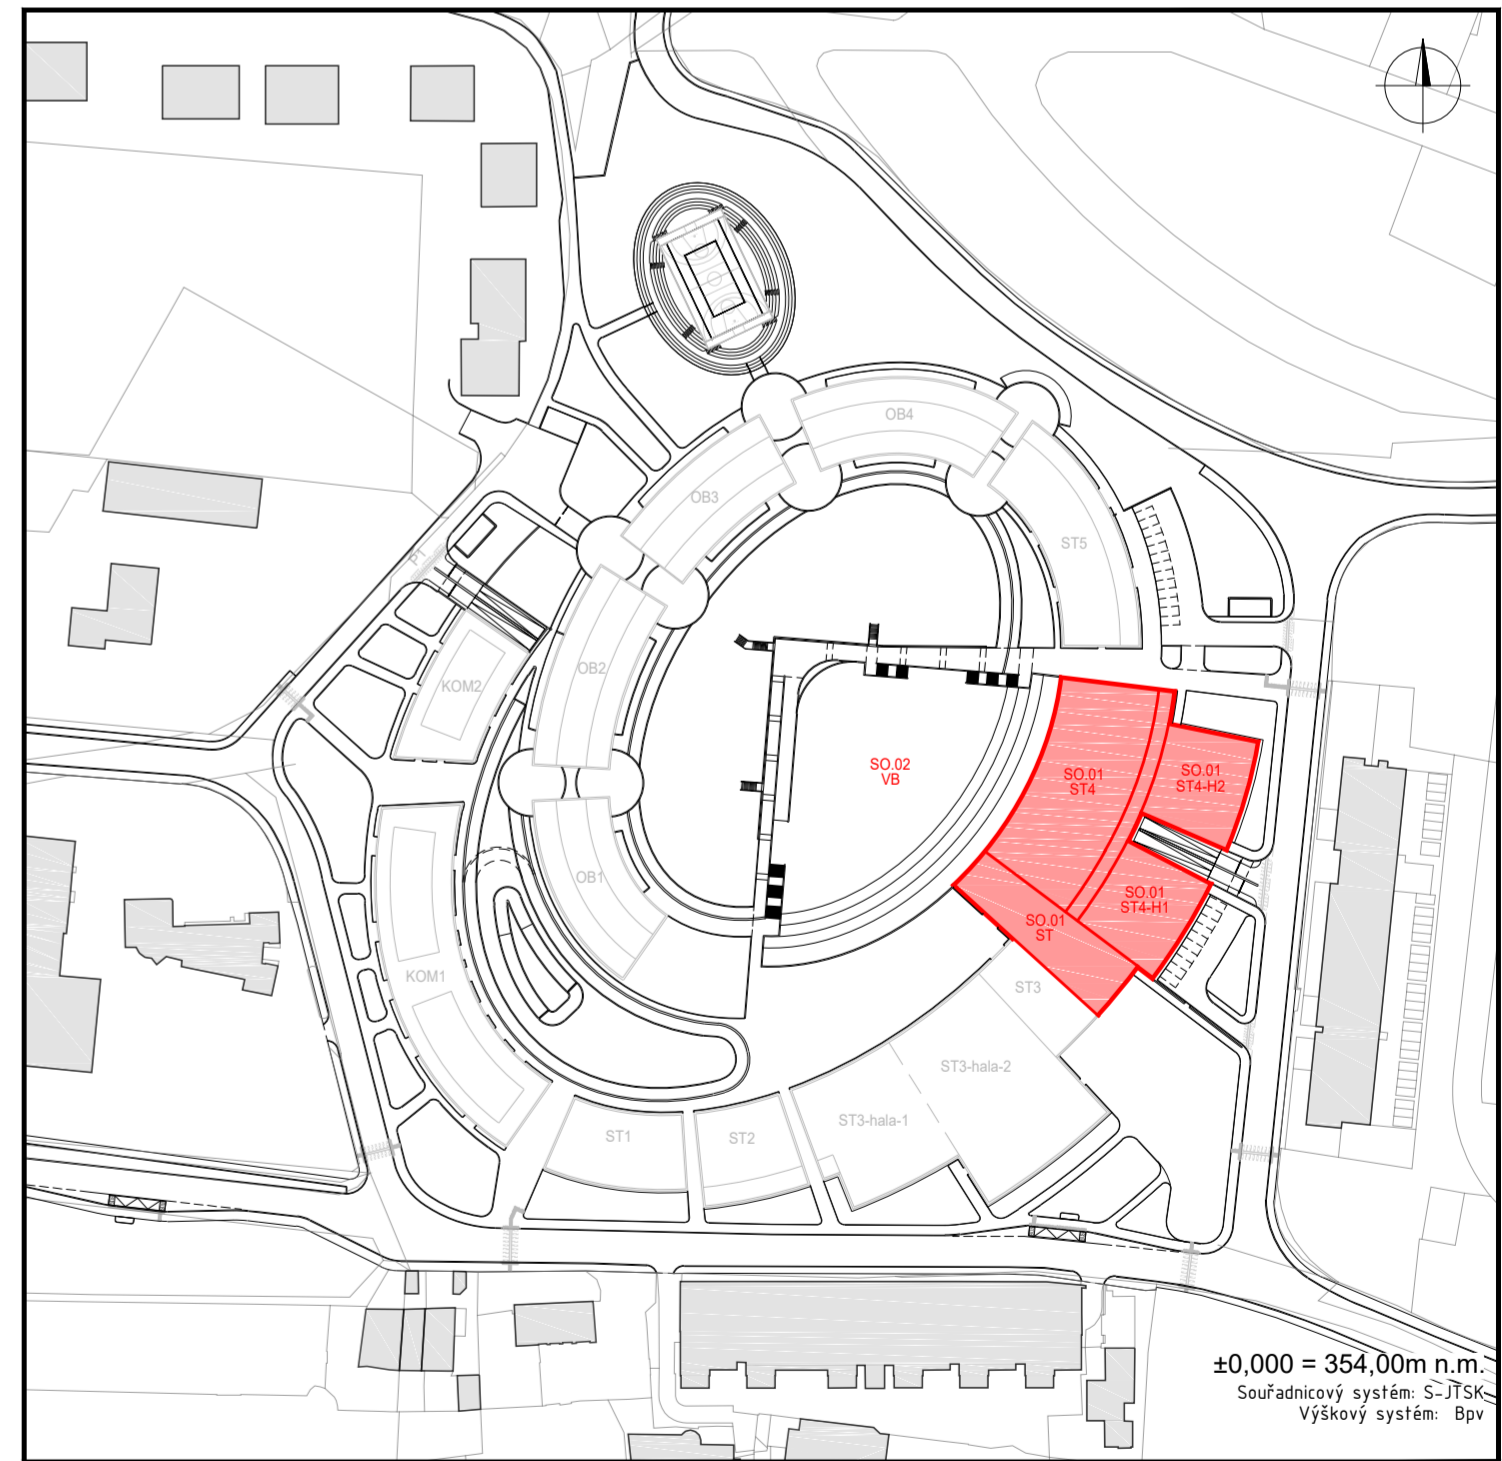 OB4
OB3
ST5
P1
OB2
KOM2
SO.02
VB
SO.01
ST4
SO.01
ST4-H2
OB1
SO.01
ST4-H1
SO.01
ST
KOM1
ST3
ST3-hala-2
ST3-hala-1
ST1
ST2
±0,000 = 354,00m n.m.
Souřadnicový systém: S-JTSK
Výškový systém: Bpv